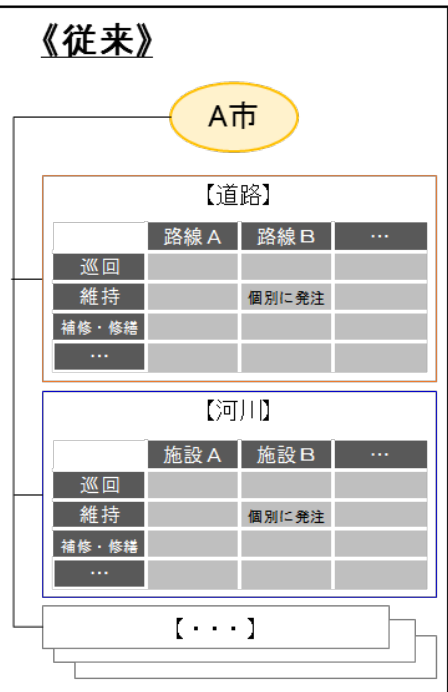 《従来》
A市
【道路】
路線A 路線B …
巡回
維持 個別に発注
補修・修繕
…
【河川】
施設A 施設B …
巡回
維持 個別に発注
補修・修繕
…
【・・・】